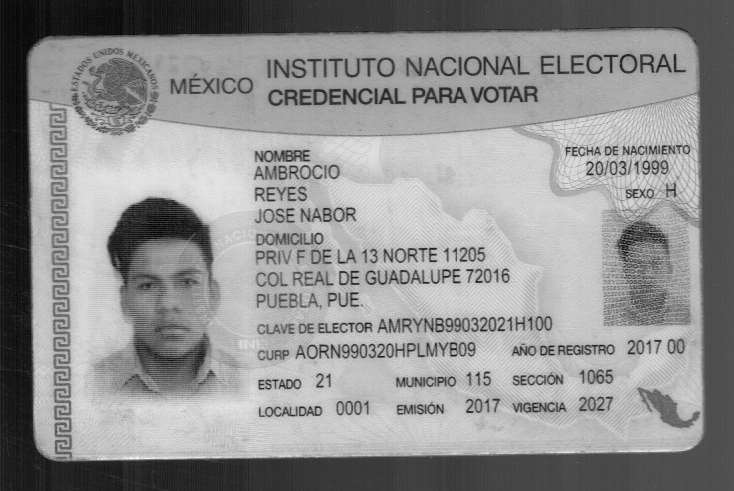 ESTADOS UNIDOS MEXICANOS
MÉXICO
INSTITUTO NACIONAL ELECTORAL
CREDENCIAL PARA VOTAR
NOMBRE
AMBROCIO
REYES
JOSE NABOR
FECHA DE NACIMIENTO
20/03/1999
SEXO H
DOMICILIO
PRIV F DE LA 13 NORTE 11205
COL REAL DE GUADALUPE 72016
PUEBLA, PUE.
CLAVE DE ELECTOR AMRYNB99032021H100
CURP AORN990320HPLMYB09 AÑO DE REGISTRO 2017 00
ESTADO 21 MUNICIPIO 115 SECCIÓN 1065
LOCALIDAD 0001 EMISIÓN 2017 VIGENCIA 2027